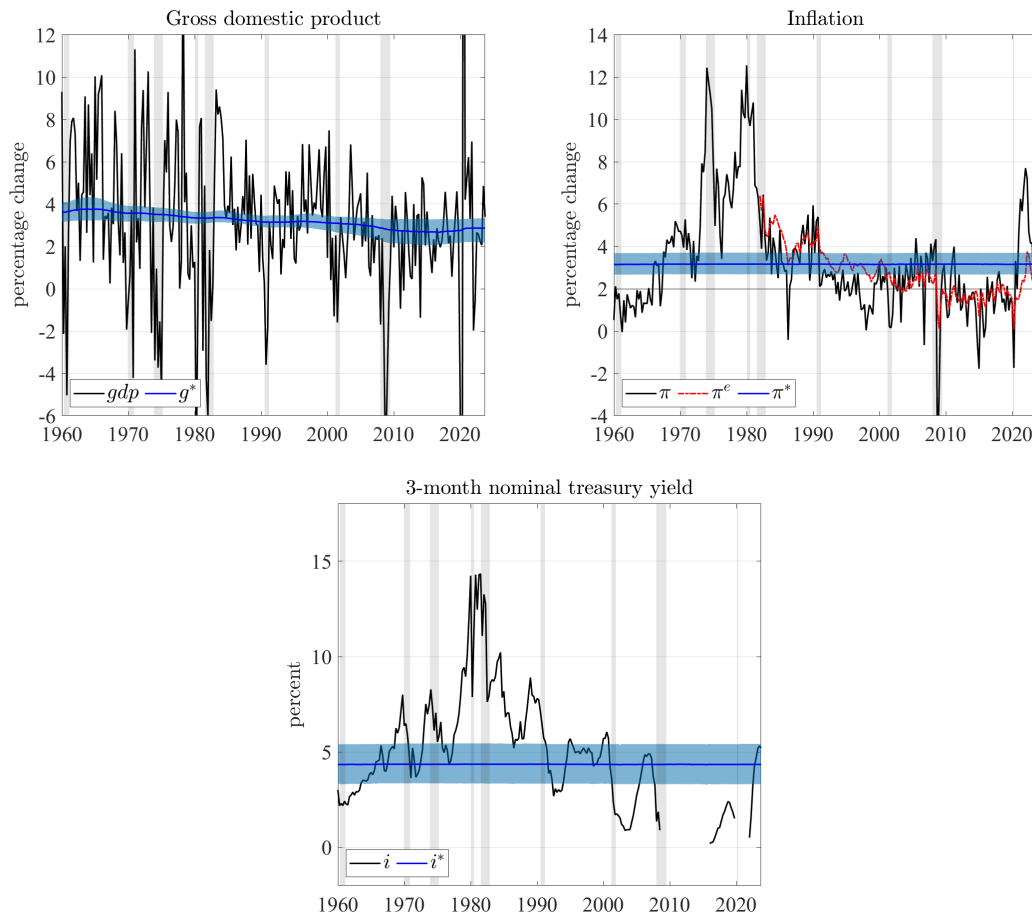 Gross domestic product
percentage change
12
10
8
6
4
2
0
-2
-4
-6
gdp g*
1960 1970 1980 1990 2000 2010 2020
Inflation
percentage change
14
12
10
8
6
4
2
0
-2
-4
π πᵉ π*
1960 1970 1980 1990 2000 2010 2020
3-month nominal treasury yield
percent
15
10
5
0
i i*
1960 1970 1980 1990 2000 2010 2020